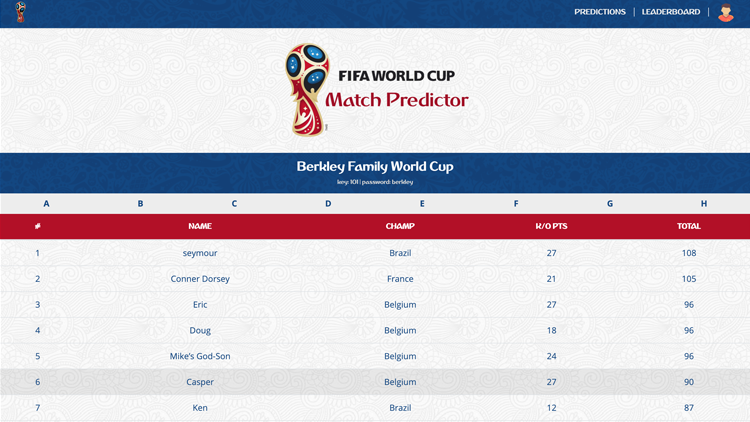 PREDICTIONS | LEADERBOARD |
FIFA WORLD CUP
Match Predictor
Berkley Family World Cup
key: 101 | password: berkley
A B C D E F G H
# NAME CHAMP K/O PTS TOTAL
1 seymour Brazil 27 108
2 Conner Dorsey France 21 105
3 Eric Belgium 27 96
4 Doug Belgium 18 96
5 Mike's God-Son Belgium 24 96
6 Casper Belgium 27 90
7 Ken Brazil 12 87